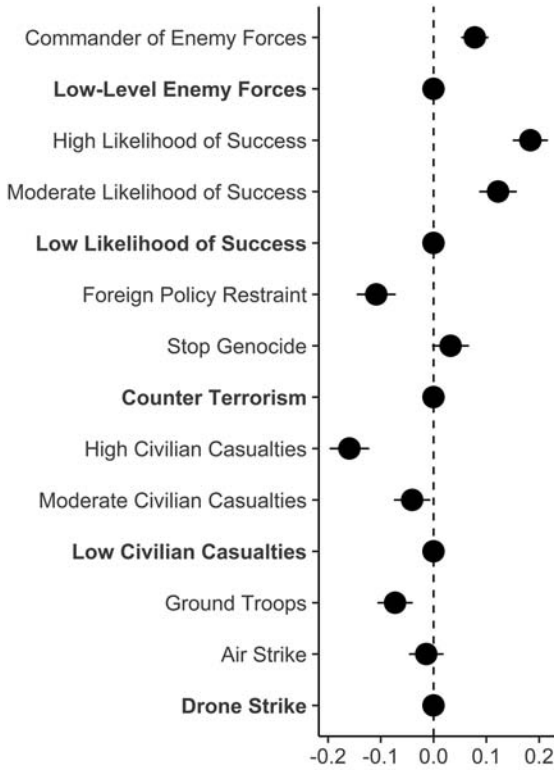 Commander of Enemy Forces
Low-Level Enemy Forces
High Likelihood of Success
Moderate Likelihood of Success
Low Likelihood of Success
Foreign Policy Restraint
Stop Genocide
Counter Terrorism
High Civilian Casualties
Moderate Civilian Casualties
Low Civilian Casualties
Ground Troops
Air Strike
Drone Strike
-0.2 -0.1 0.0 0.1 0.2